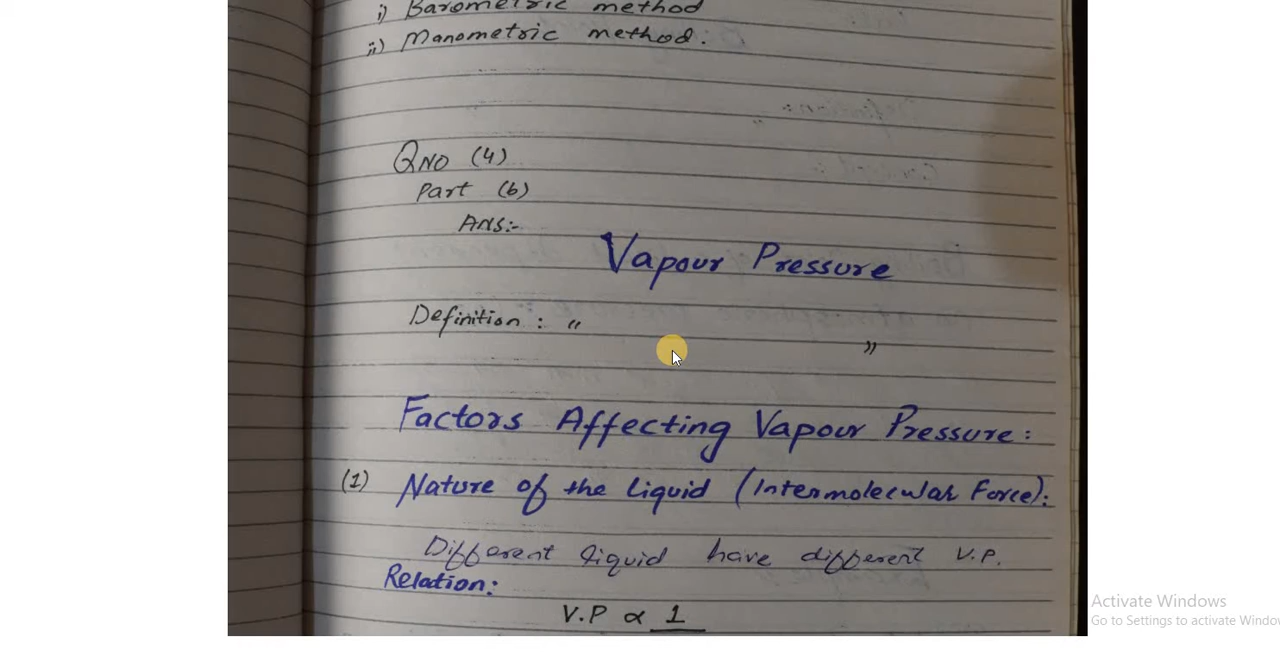 i) Barometric method
ii) Manometric method.
QNO (4)
Part (b)
Ans:-
Vapour Pressure
Definition : "
"
Factors Affecting Vapour Pressure:
(1) Nature of the liquid (Intermolecular Force):
Different liquid have different V.P.
Relation:
V.P ∝ 1
Activate Windows
Go to Settings to activate Window